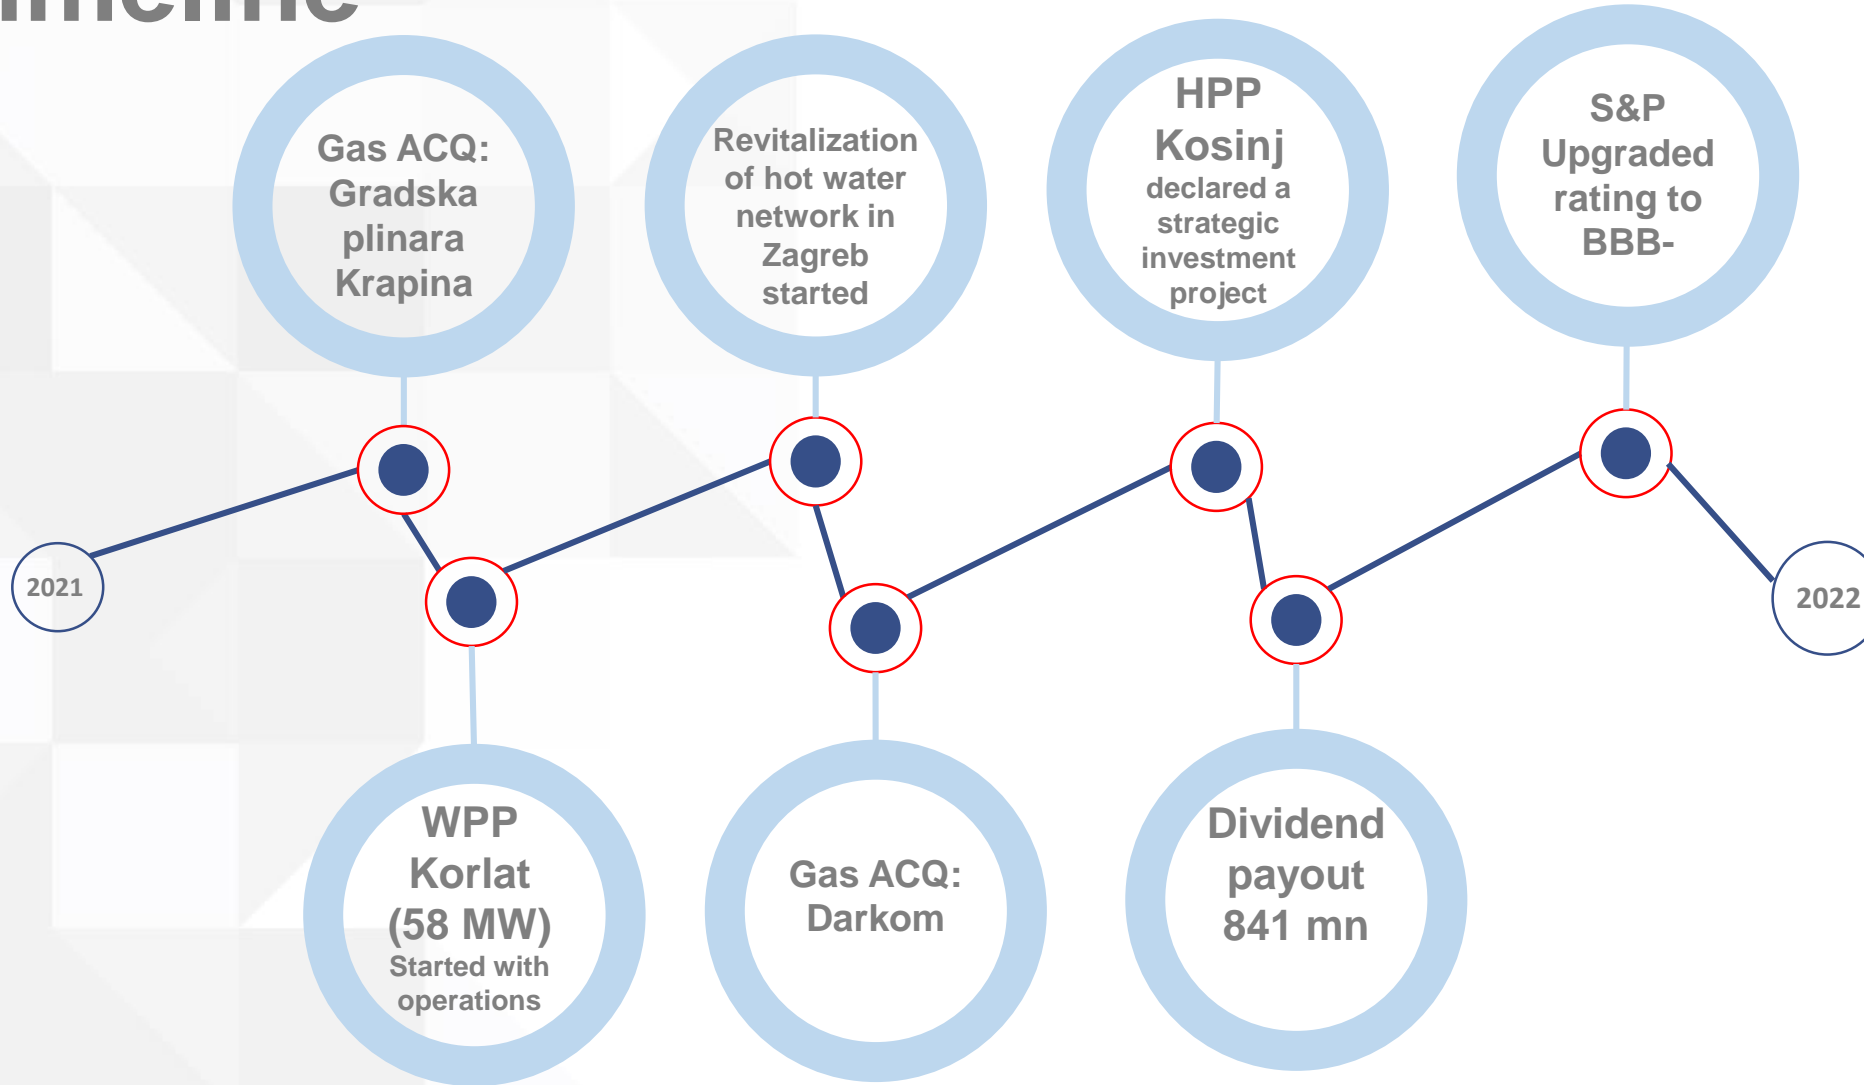 Gas ACQ:
Gradska
plinara
Krapina
Revitalization
of hot water
network in
Zagreb
started
HPP
Kosinj
declared a
strategic
investment
project
S&P
Upgraded
rating to
BBB-
2021
2022
WPP
Korlat
(58 MW)
Started with
operations
Gas ACQ:
Darkom
Dividend
payout
841 mn